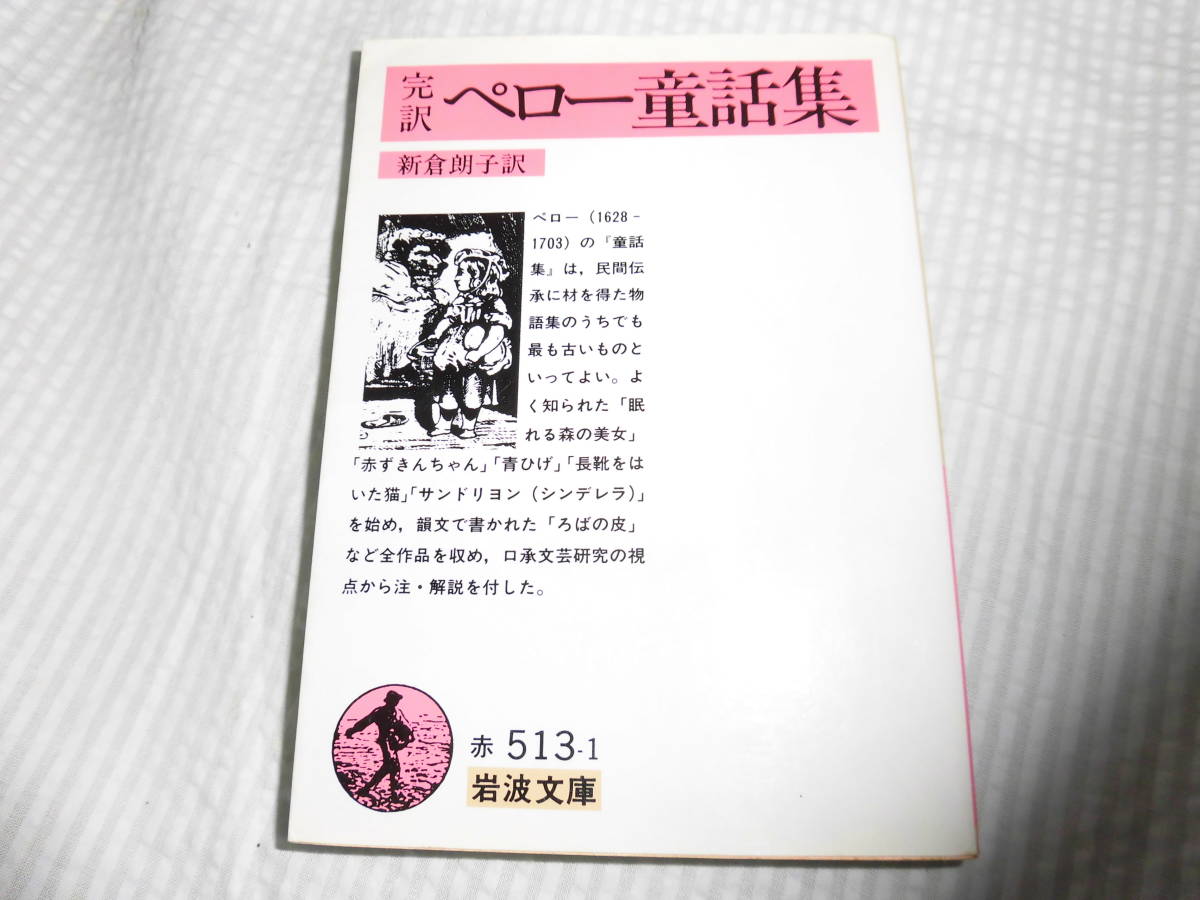 完訳 ペロー童話集
新倉朗子訳
ペロー（1628－
1703）の『童話
集』は，民間伝
承に材を得た物
語集のうちでも
最も古いものと
いってよい。よ
く知られた「眠
れる森の美女」
「赤ずきんちゃん」「青ひげ」「長靴をは
いた猫」「サンドリヨン（シンデレラ）」
を始め，韻文で書かれた「ろばの皮」
など全作品を収め，口承文芸研究の視
点から注・解説を付した。
赤 513-1
岩波文庫